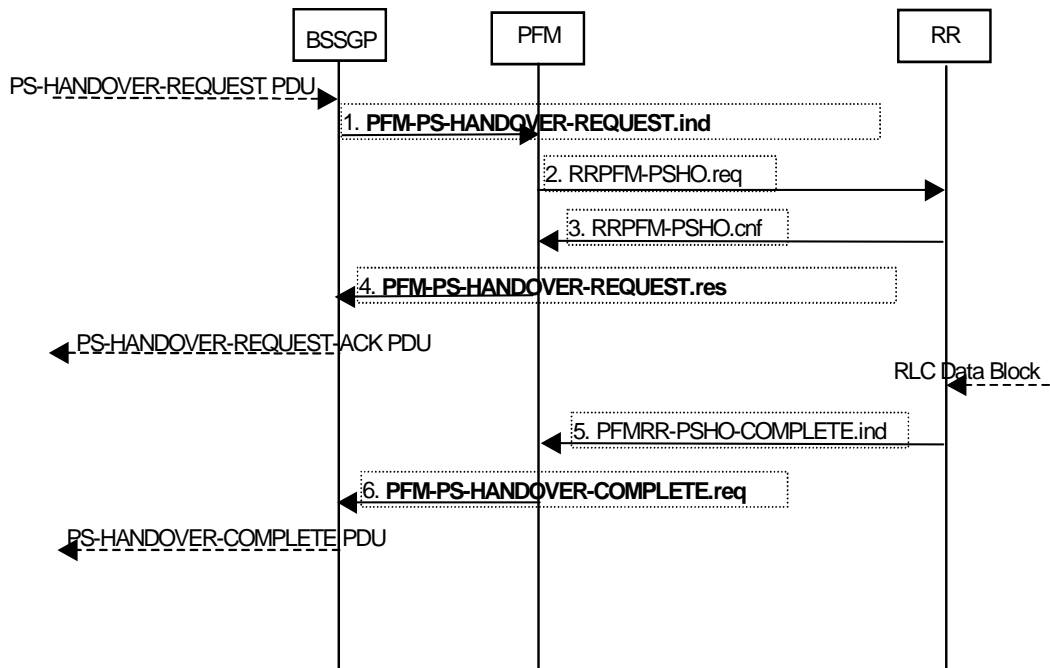 BSSGP
PFM
RR
PS-HANDOVER-REQUEST PDU
1. PFM-PS-HANDOVER-REQUEST.ind
2. RRPFM-PSHO.req
3. RRPFM-PSHO.cnf
4. PFM-PS-HANDOVER-REQUEST.res
PS-HANDOVER-REQUEST-ACK PDU
RLC Data Block
5. PFMRR-PSHO-COMPLETE.ind
6. PFM-PS-HANDOVER-COMPLETE.req
PS-HANDOVER-COMPLETE PDU